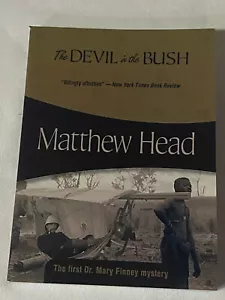 The DEVIL in the BUSH
"Bitingly effective" —New York Times Book Review
Matthew Head
The first Dr. Mary Finney mystery